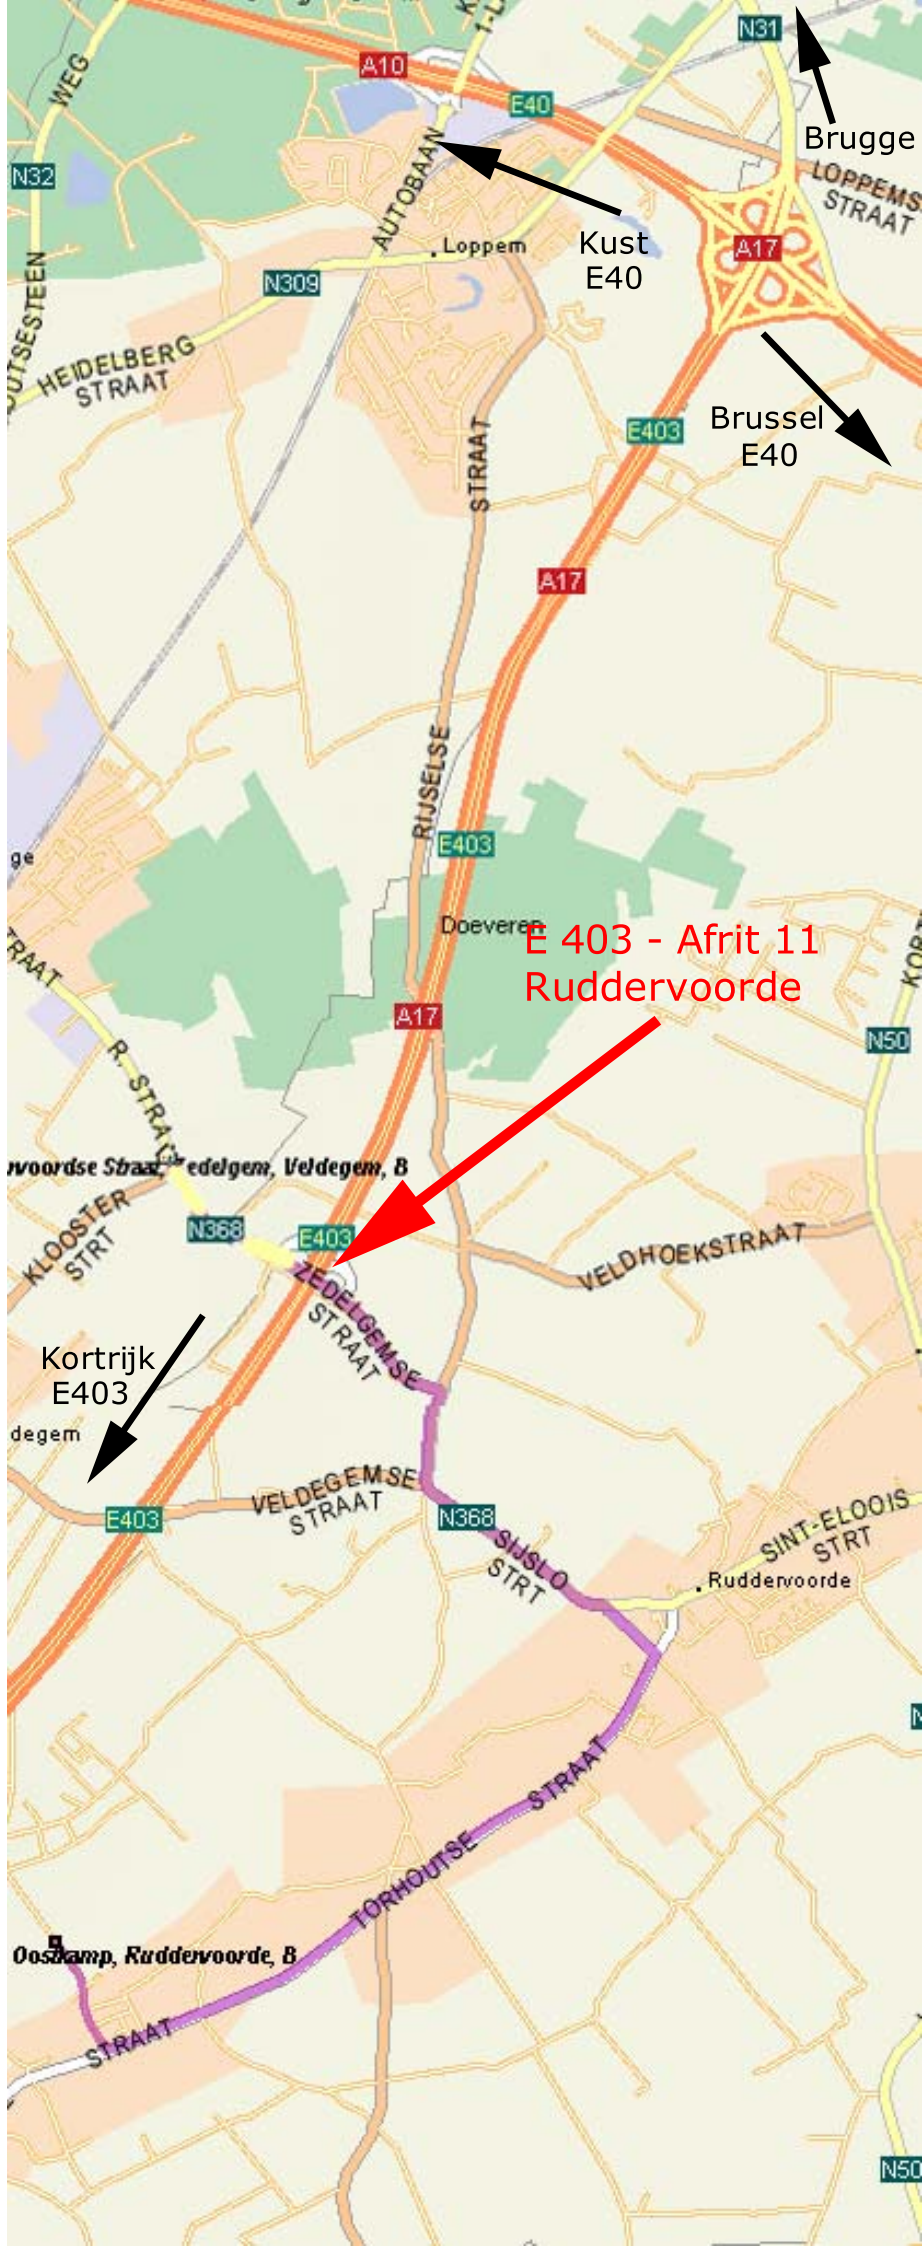 N31
A10
WEG
E40
Brugge
AUTOBAAN
N32
LOPPEMS
STRAAT
Kust
E40
Loppem
A17
N309
HEIDELBERG
STRAAT
Brussel
E40
E403
STRAAT
A17
RIJSELSE
E403
ge
Doeveren
E 403 - Afrit 11
Ruddervoorde
A17
N50
R. STRAAT
voordse Straat, Zedelgem, Veldegem, B
KLOOSTER
STRT
N368
E403
VELDHOEKSTRAAT
ZEDELGEMSE
STRAAT
Kortrijk
E403
degem
VELDEGEMSE
STRAAT
E403
N368
SIJSLO
STRT
SINT-ELOOIS
STRT
Ruddervoorde
STRAAT
TORHOUTSE
Oostkamp, Ruddervoorde, B
STRAAT
N50